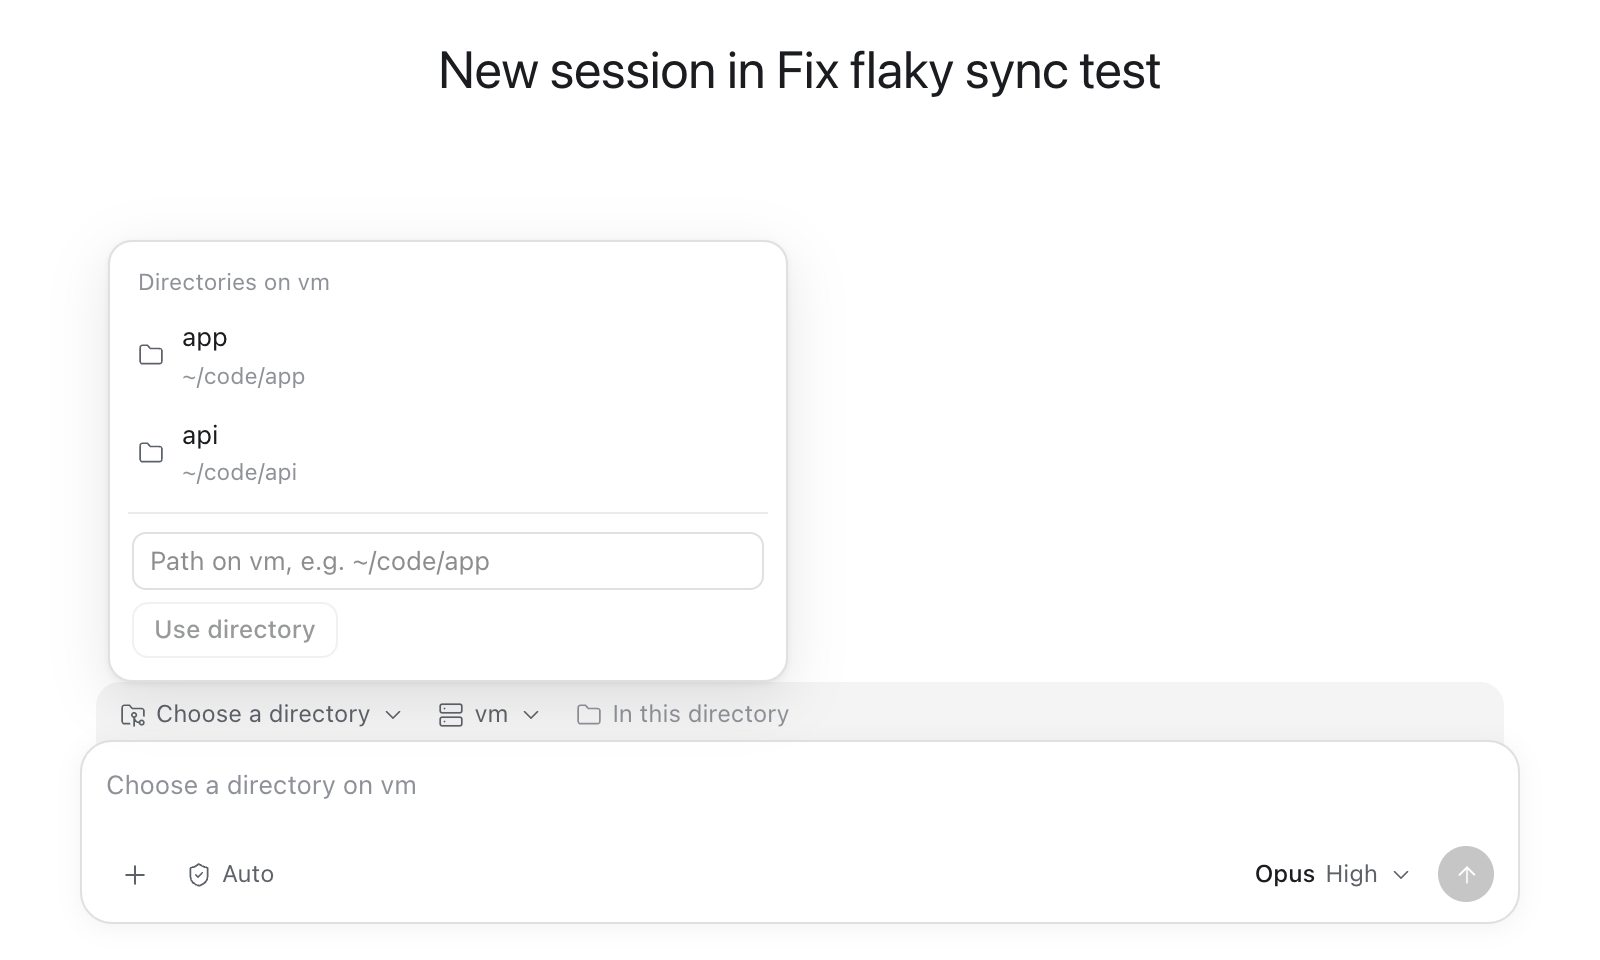 New session in Fix flaky sync test
Directories on vm
app
~/code/app
api
~/code/api
Path on vm, e.g. ~/code/app
Use directory
Choose a directory vm In this directory
Choose a directory on vm
Auto Opus High